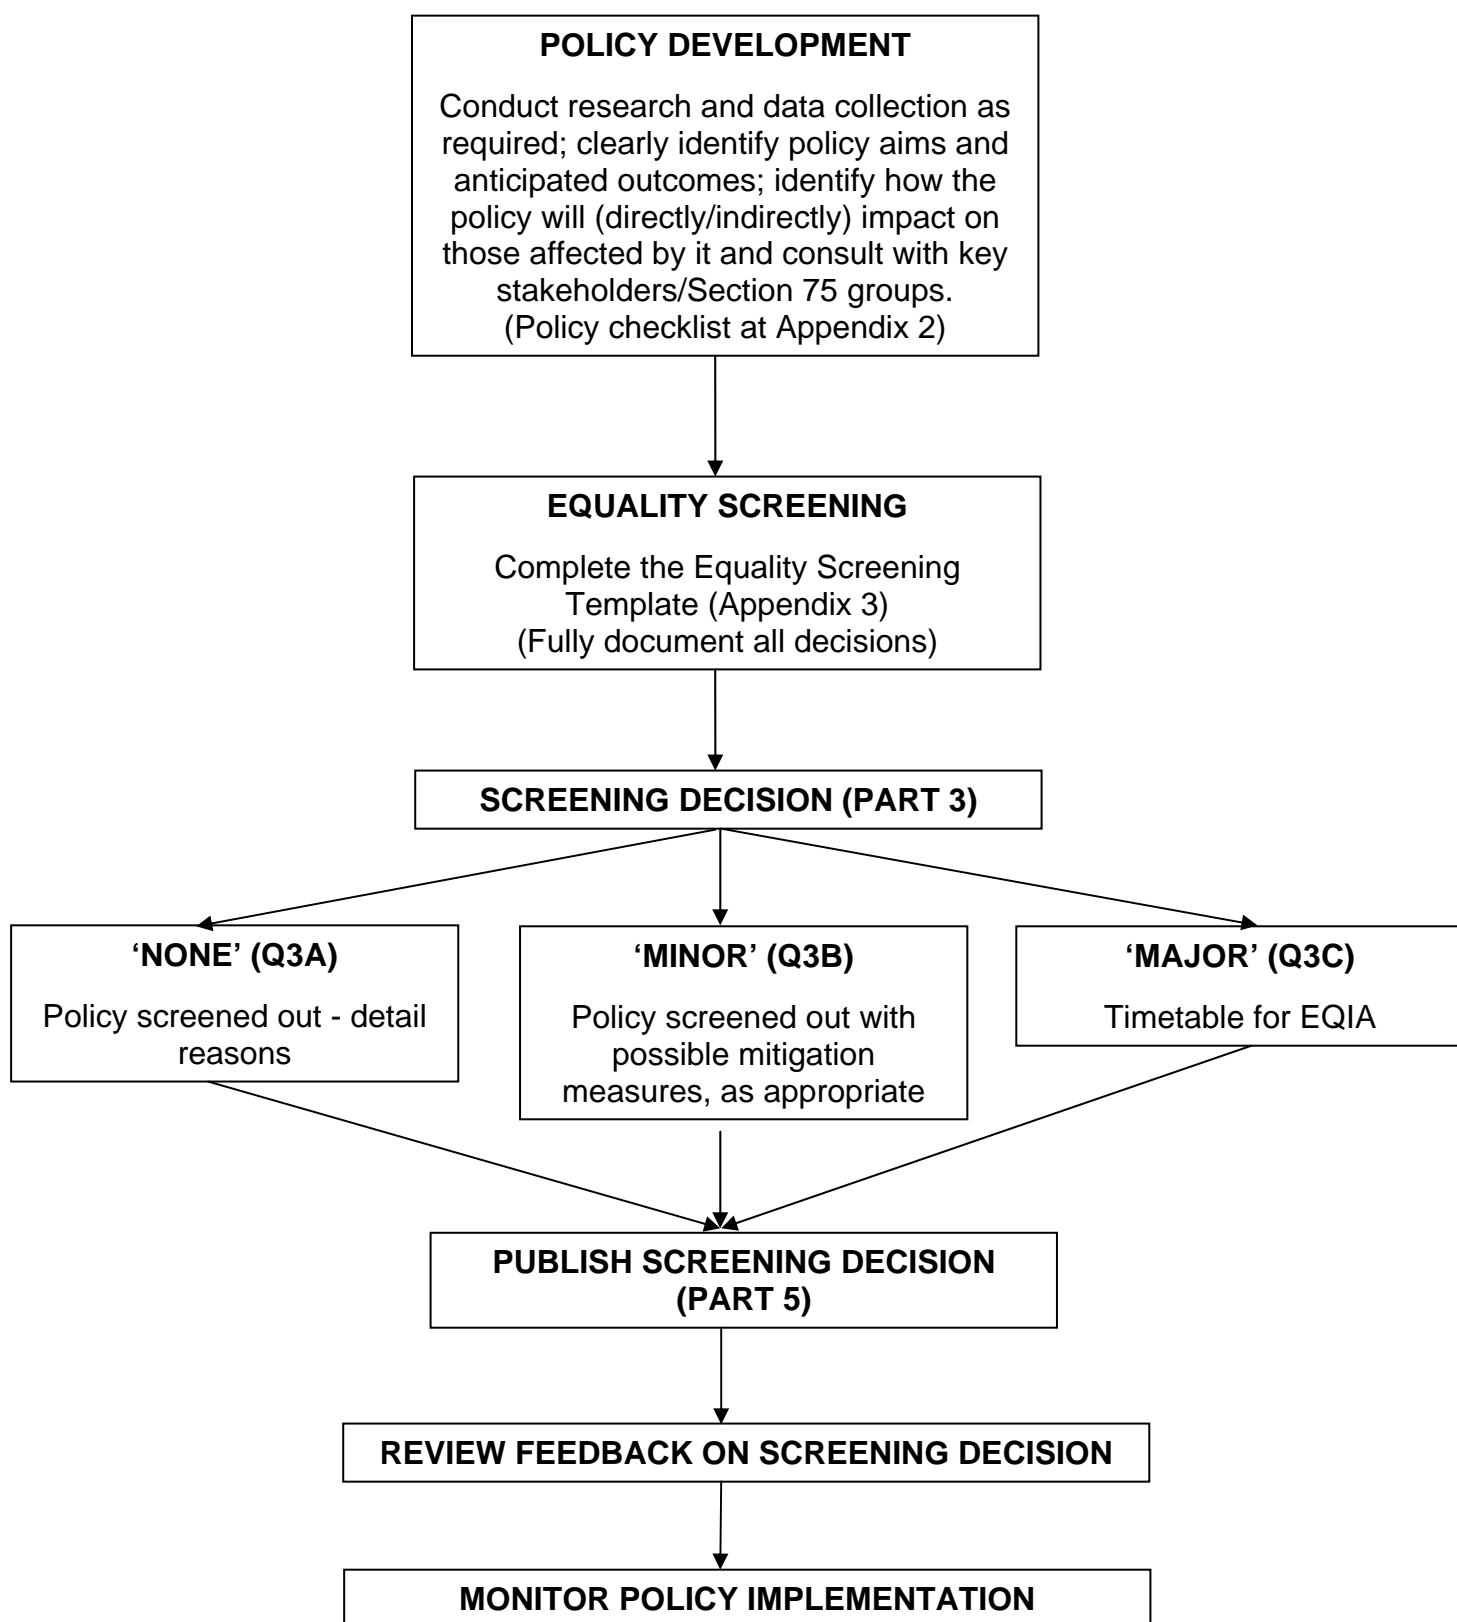 POLICY DEVELOPMENT
Conduct research and data collection as
required; clearly identify policy aims and
anticipated outcomes; identify how the
policy will (directly/indirectly) impact on
those affected by it and consult with key
stakeholders/Section 75 groups.
(Policy checklist at Appendix 2)
EQUALITY SCREENING
Complete the Equality Screening
Template (Appendix 3)
(Fully document all decisions)
SCREENING DECISION (PART 3)
‘NONE’ (Q3A)
Policy screened out - detail
reasons
‘MINOR’ (Q3B)
Policy screened out with
possible mitigation
measures, as appropriate
‘MAJOR’ (Q3C)
Timetable for EQIA
PUBLISH SCREENING DECISION
(PART 5)
REVIEW FEEDBACK ON SCREENING DECISION
MONITOR POLICY IMPLEMENTATION